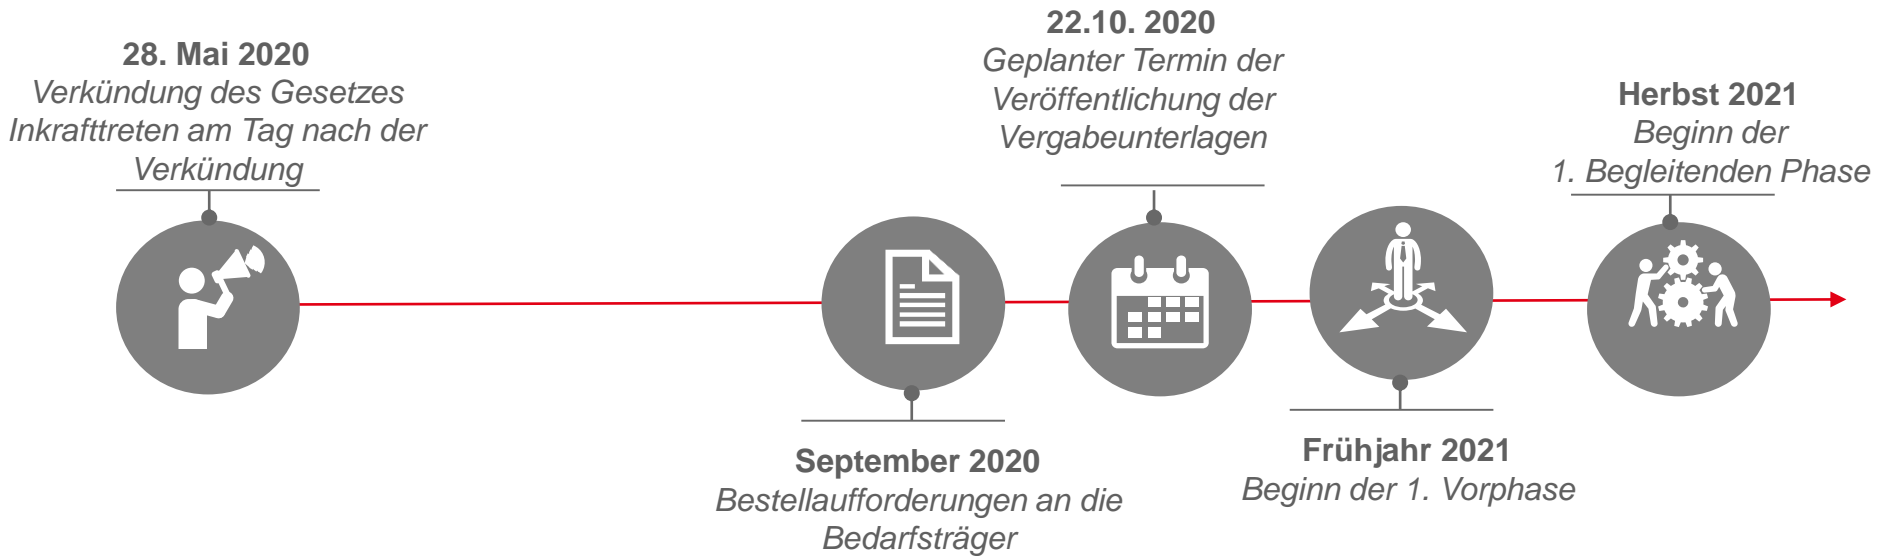 28. Mai 2020
Verkündung des Gesetzes
Inkrafttreten am Tag nach der
Verkündung
September 2020
Bestellaufforderungen an die
Bedarfsträger
22.10. 2020
Geplanter Termin der
Veröffentlichung der
Vergabeunterlagen
Frühjahr 2021
Beginn der 1. Vorphase
Herbst 2021
Beginn der
1. Begleitenden Phase